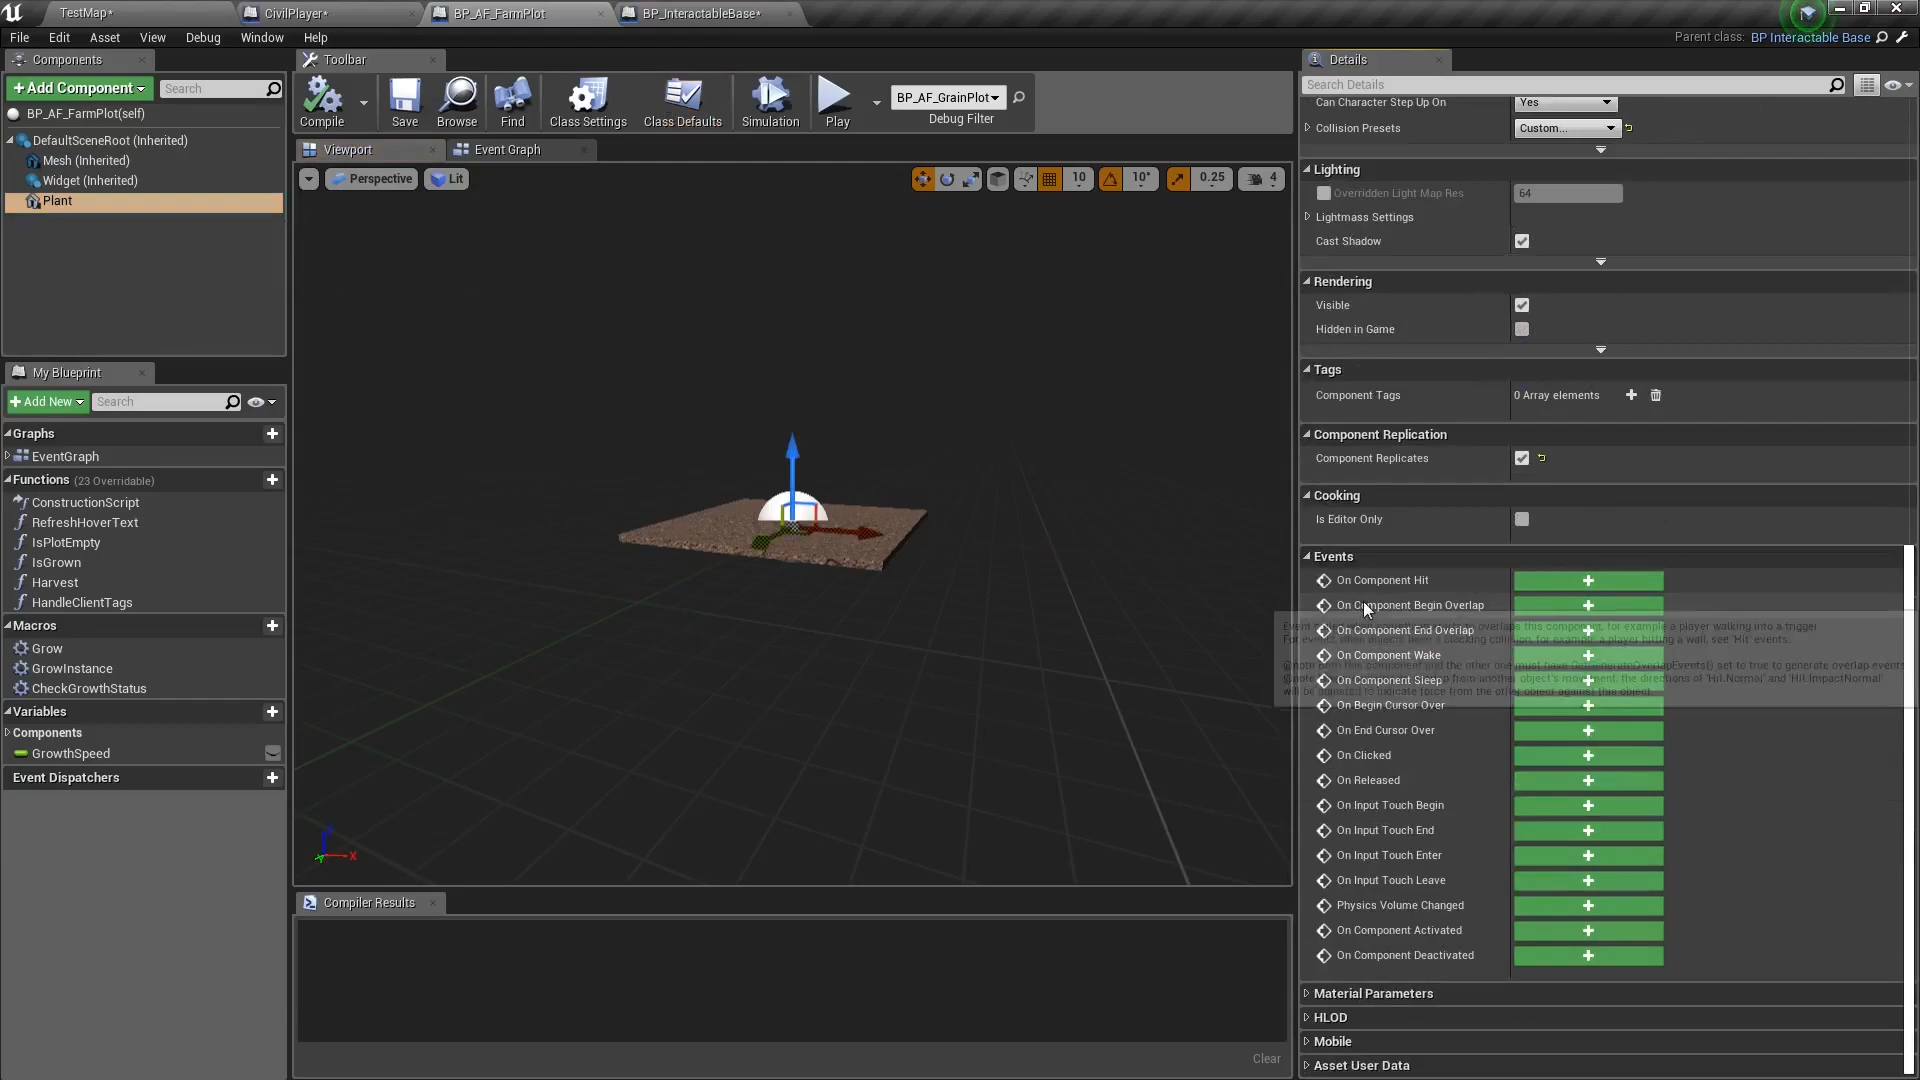 TestMap*
CivilPlayer*
BP_AF_FarmPlot
BP_InteractableBase*
File Edit Asset View Debug Window Help
Parent class: BP Interactable Base
Components
+Add Component
Search
BP_AF_FarmPlot(self)
DefaultSceneRoot (Inherited)
Mesh (Inherited)
Widget (Inherited)
Plant
My Blueprint
+Add New
Search
Graphs
EventGraph
Functions (23 Overridable)
ConstructionScript
RefreshHoverText
IsPlotEmpty
IsGrown
Harvest
HandleClientTags
Macros
Grow
GrowInstance
CheckGrowthStatus
Variables
Components
GrowthSpeed
Event Dispatchers
Toolbar
Compile
Save
Browse
Find
Class Settings
Class Defaults
Simulation
Play
BP_AF_GrainPlot
Debug Filter
Viewport
Event Graph
Perspective
Lit
10
10°
0.25
4
Z
X
Compiler Results
Clear
Details
Search Details
Can Character Step Up On Yes
Collision Presets Custom...
Lighting
Overridden Light Map Res 64
Lightmass Settings
Cast Shadow
Rendering
Visible
Hidden in Game
Tags
Component Tags 0 Array elements
Component Replication
Component Replicates
Cooking
Is Editor Only
Events
On Component Hit
On Component Begin Overlap
On Component End Overlap
On Component Wake
On Component Sleep
On Begin Cursor Over
On End Cursor Over
On Clicked
On Released
On Input Touch Begin
On Input Touch End
On Input Touch Enter
On Input Touch Leave
Physics Volume Changed
On Component Activated
On Component Deactivated
Material Parameters
HLOD
Mobile
Asset User Data